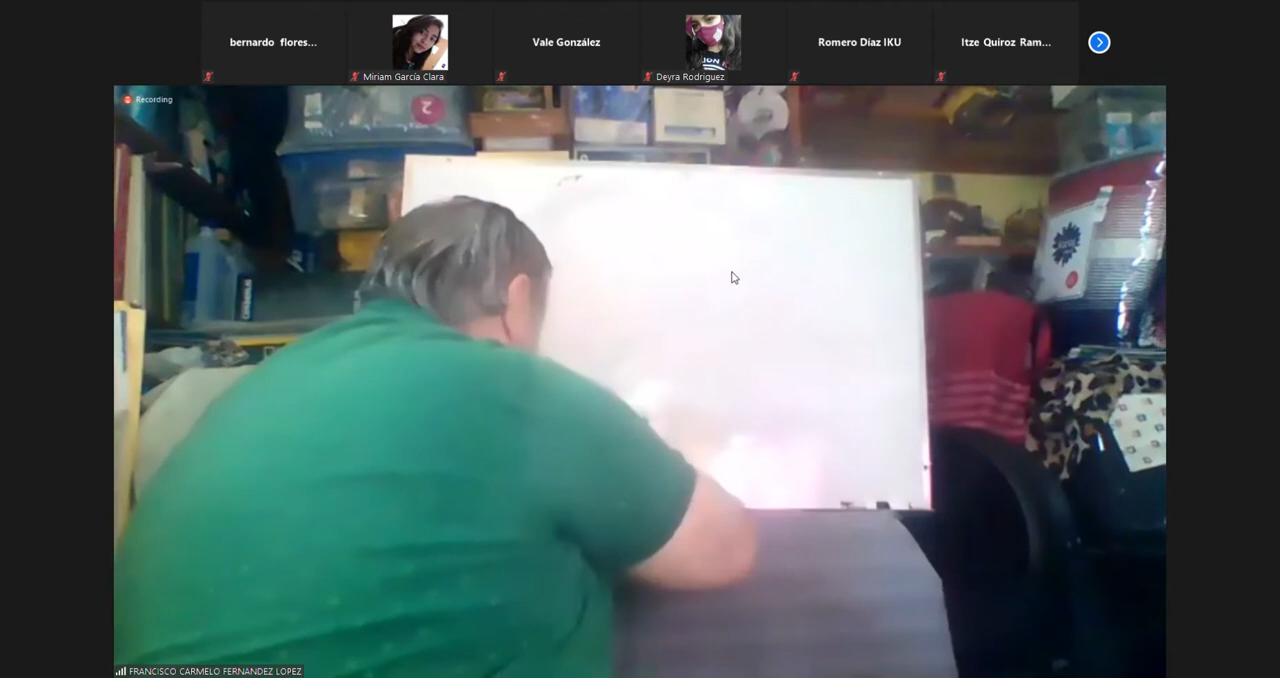 bernardo flores...
Vale González
Romero Díaz IKU
Itze Quiroz Ram...
Miriam García Clara
Deyra Rodriguez
Recording
FRANCISCO CARMELO FERNANDEZ LOPEZ